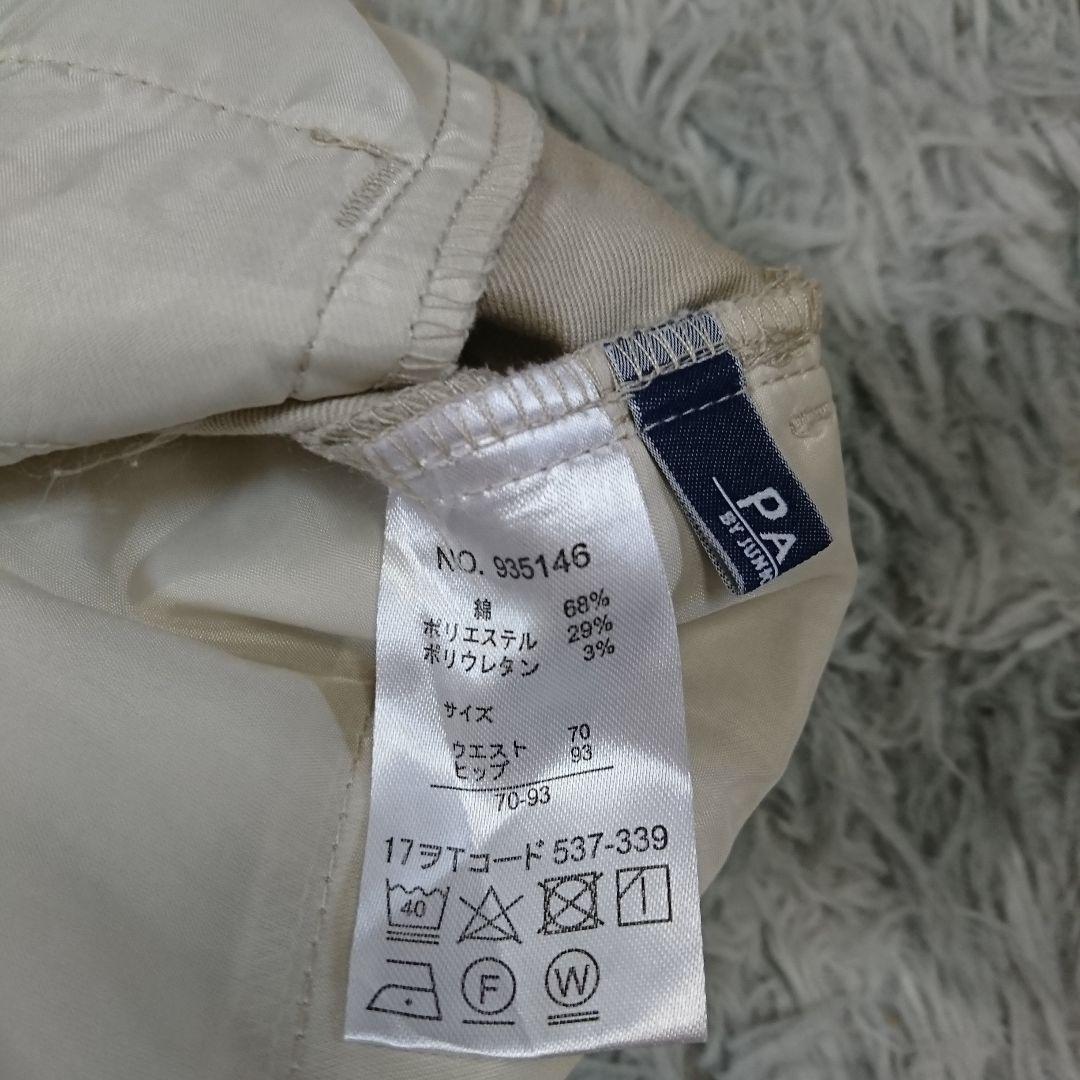 PA
BY JUNK
NO. 935146
綿 68%
ポリエステル 29%
ポリウレタン 3%
サイズ
ウエスト 70
ヒップ 93
70-93
17ヲTコード 537-339
40
F
W